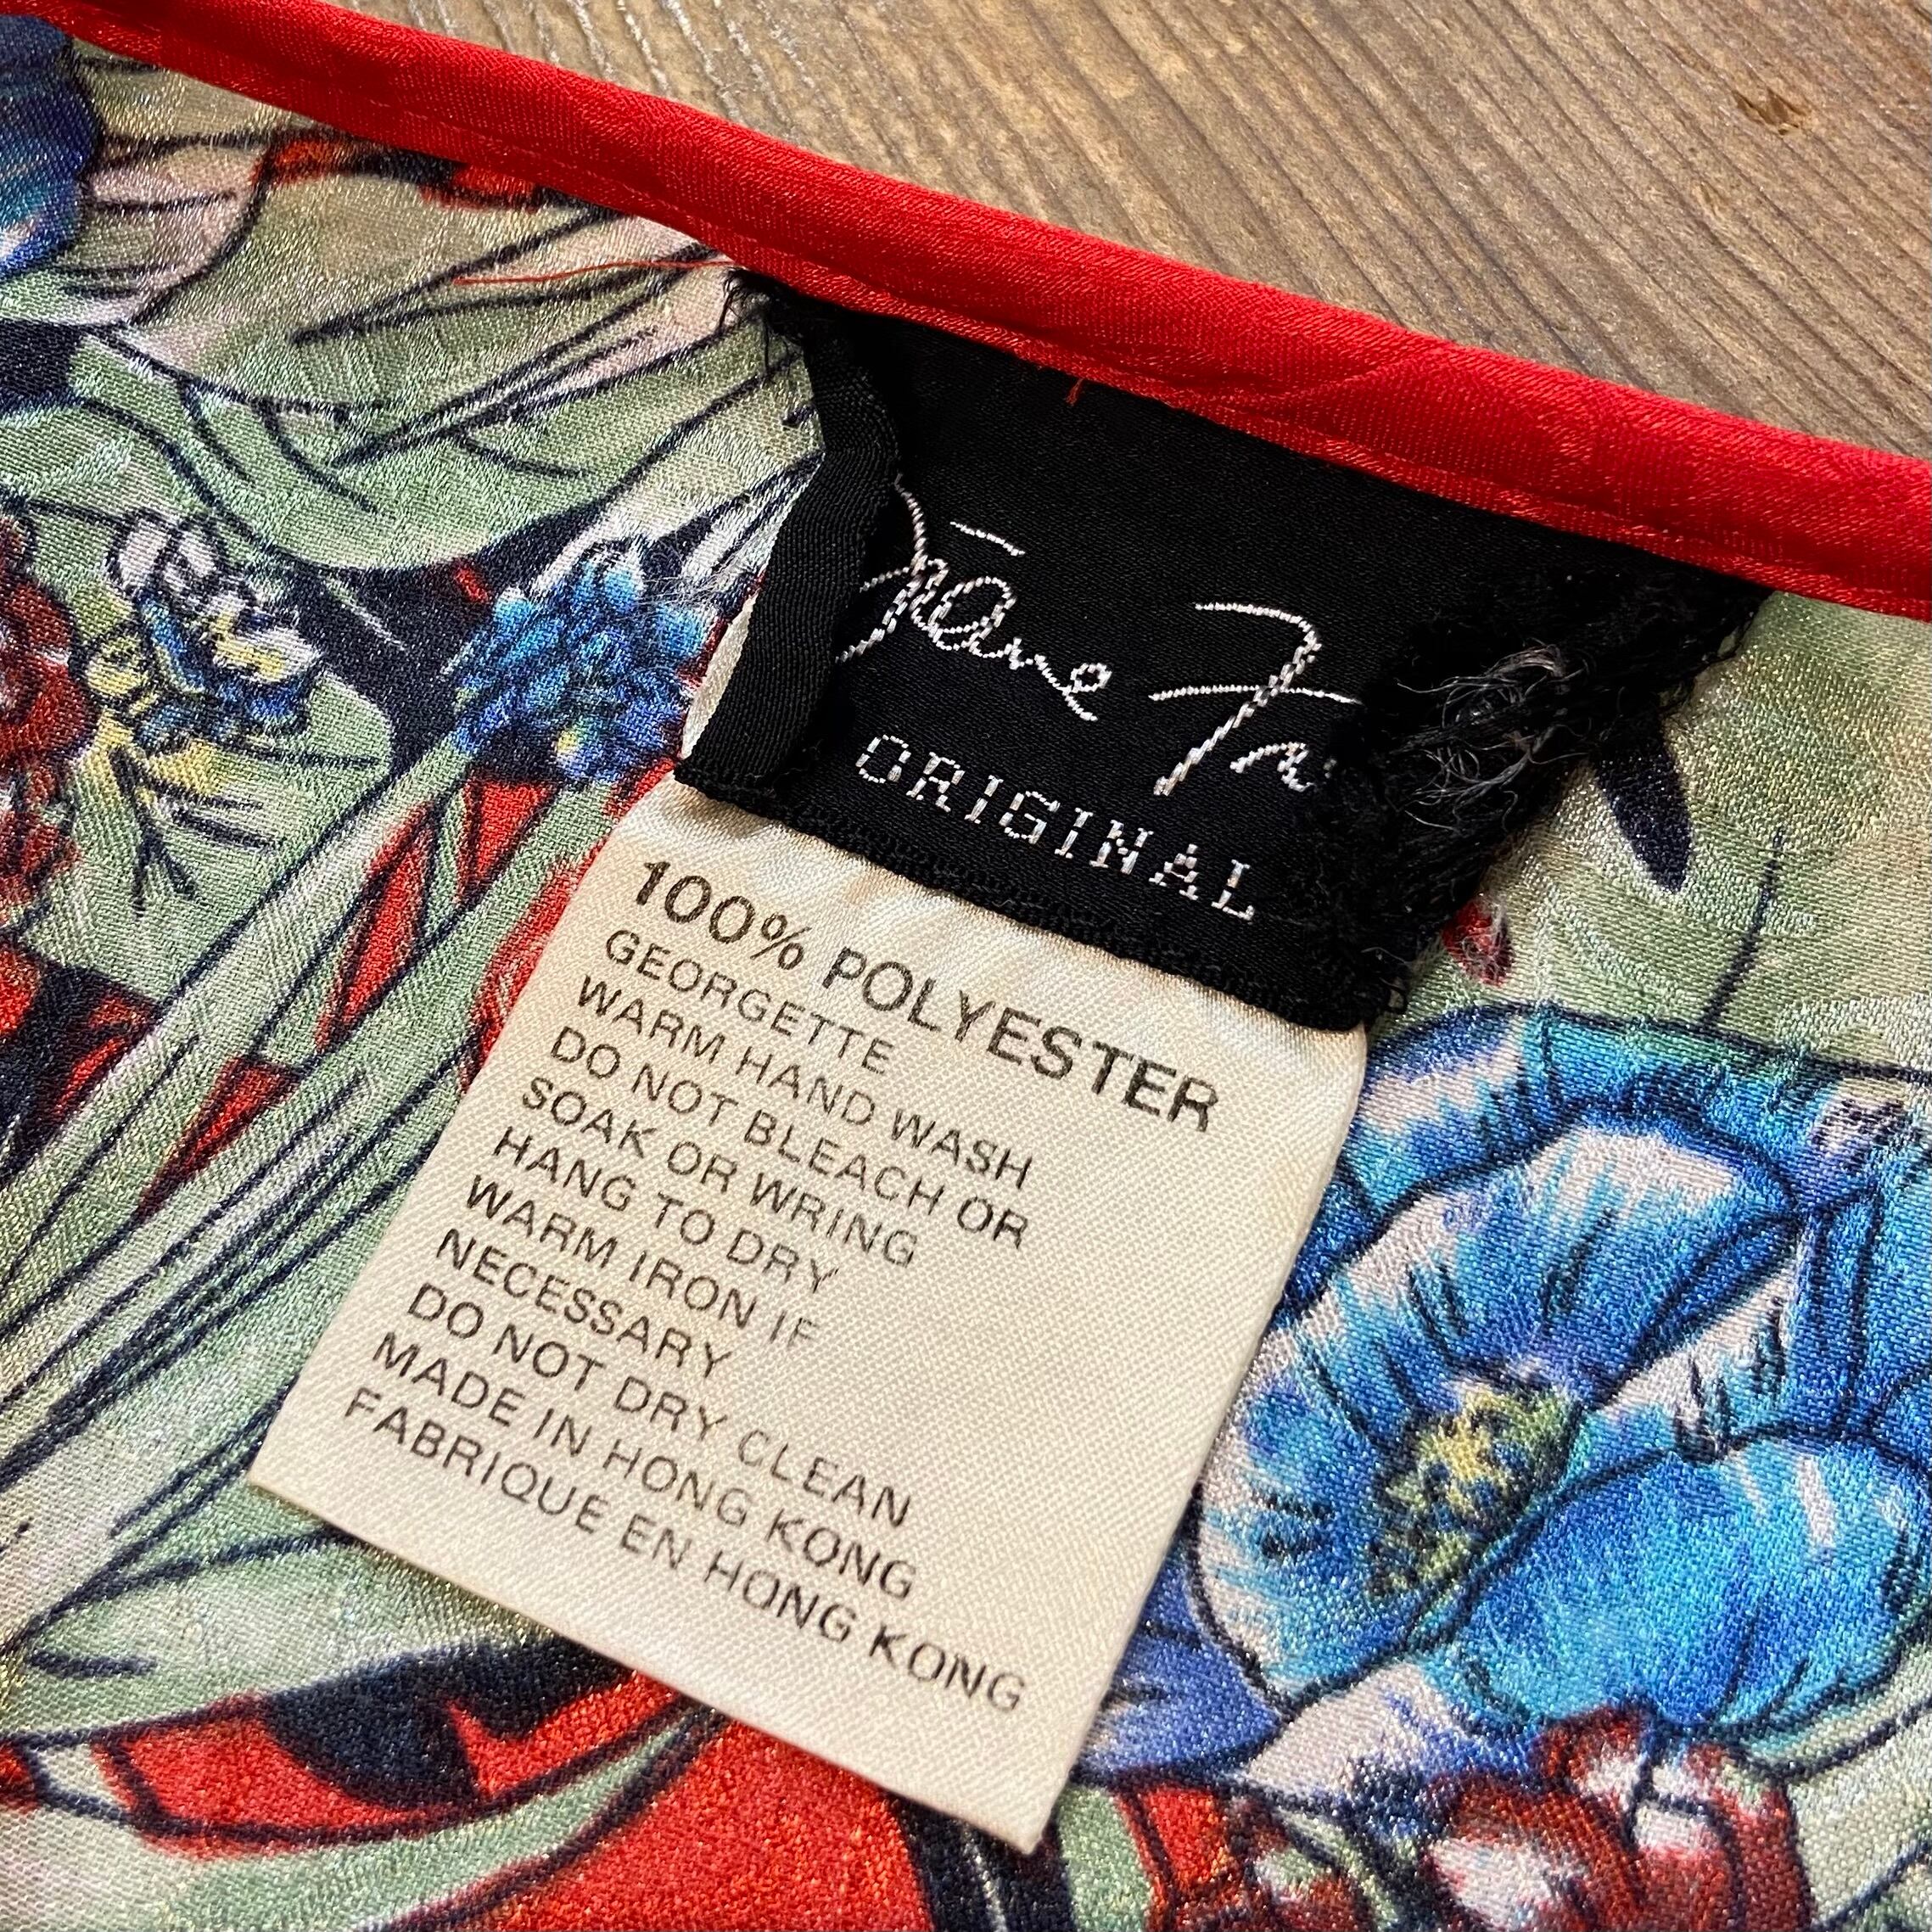 Jane
ORIGINAL
100% POLYESTER
GEORGETTE
WARM HAND WASH
DO NOT BLEACH OR
SOAK OR WRING
HANG TO DRY
WARM IRON IF
NECESSARY
DO NOT DRY CLEAN
MADE IN HONG KONG
FABRIQUE EN HONG KONG